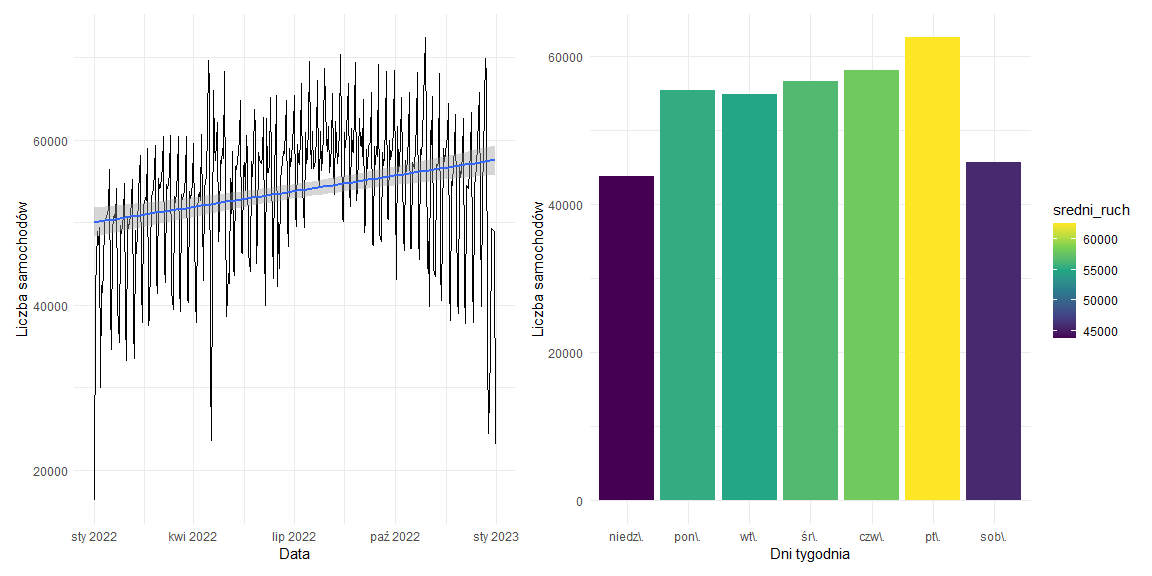 Liczba samochodów
60000
40000
20000
sty 2022
kwi 2022
lip 2022
paź 2022
sty 2023
Data
Liczba samochodów
60000
40000
20000
0
niedz\.
pon\.
wt\.
śr\.
czw\.
pt\.
sob\.
Dni tygodnia
sredni_ruch
60000
55000
50000
45000